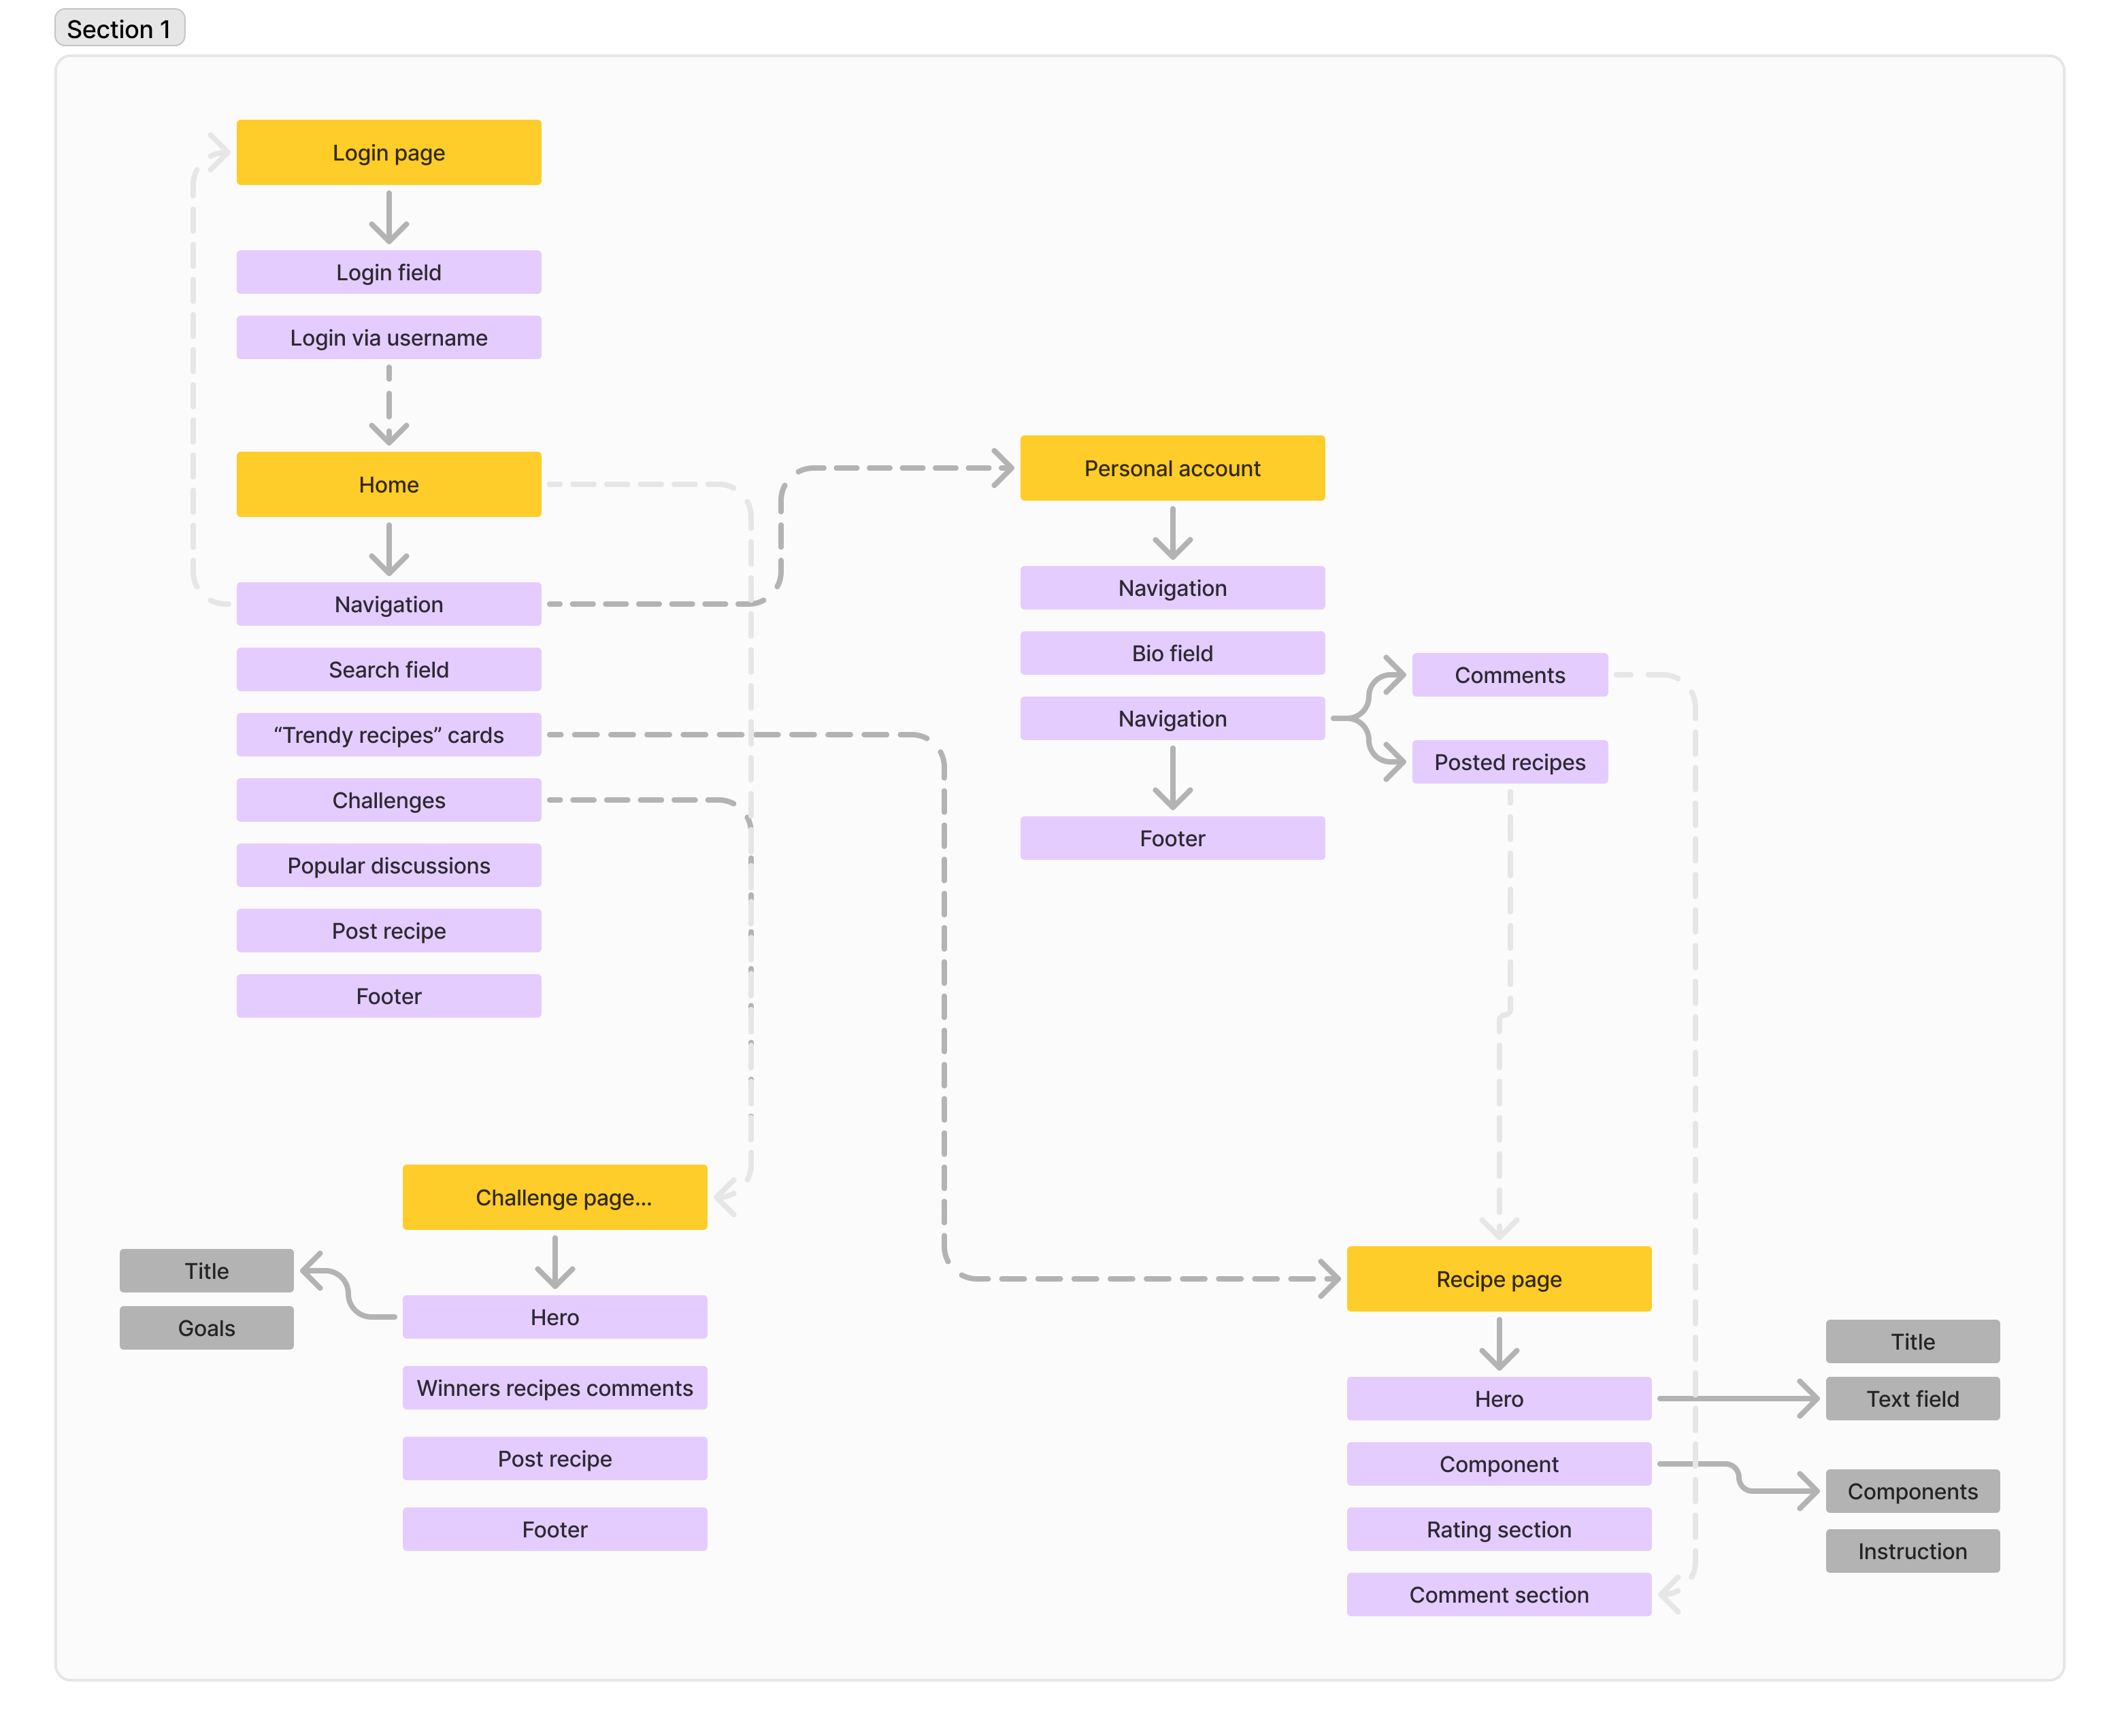 Section 1
Login page
Login field
Login via username
Home
Navigation
Search field
“Trendy recipes” cards
Challenges
Popular discussions
Post recipe
Footer
Personal account
Navigation
Bio field
Navigation
Footer
Comments
Posted recipes
Challenge page...
Title
Goals
Hero
Winners recipes comments
Post recipe
Footer
Recipe page
Hero
Component
Rating section
Comment section
Title
Text field
Components
Instruction